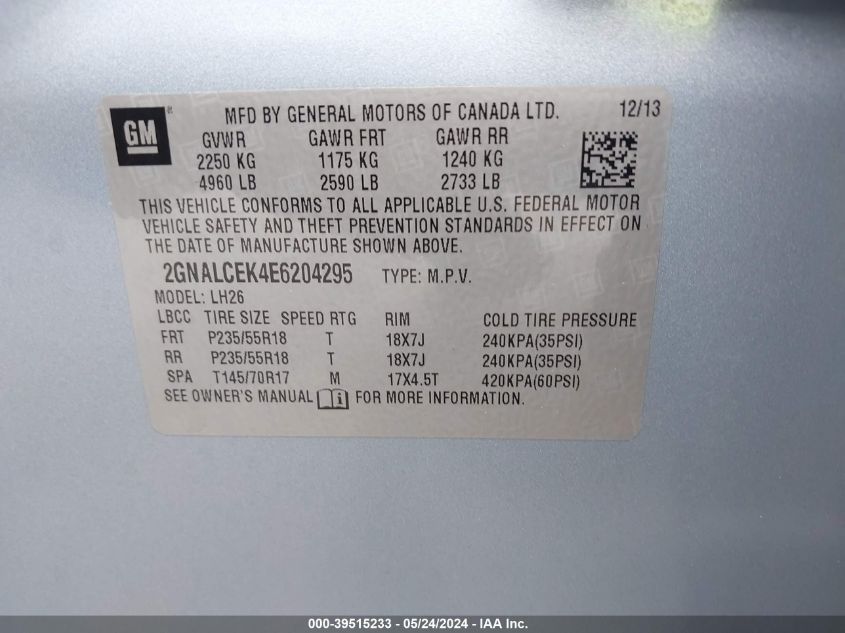 GM ® MFD BY GENERAL MOTORS OF CANADA LTD. 12/13
GVWR GAWR FRT GAWR RR
2250 KG 1175 KG 1240 KG
4960 LB 2590 LB 2733 LB
THIS VEHICLE CONFORMS TO ALL APPLICABLE U.S. FEDERAL MOTOR
VEHICLE SAFETY AND THEFT PREVENTION STANDARDS IN EFFECT ON
THE DATE OF MANUFACTURE SHOWN ABOVE.
2GNALCEK4E6204295 TYPE: M.P.V.
MODEL: LH26
LBCC TIRE SIZE SPEED RTG RIM COLD TIRE PRESSURE
FRT P235/55R18 T 18X7J 240KPA(35PSI)
RR P235/55R18 T 18X7J 240KPA(35PSI)
SPA T145/70R17 M 17X4.5T 420KPA(60PSI)
SEE OWNER'S MANUAL i FOR MORE INFORMATION.
000-39515233 - 05/24/2024 - IAA Inc.